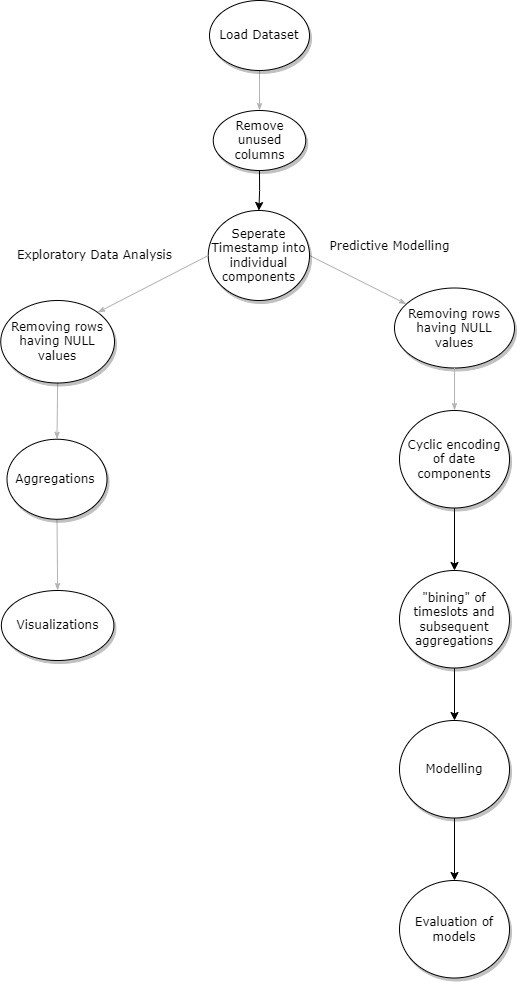 Load Dataset
Remove
unused
columns
Seperate
Timestamp into
individual
components
Exploratory Data Analysis
Predictive Modelling
Removing rows
having NULL
values
Removing rows
having NULL
values
Aggregations
Cyclic encoding
of date
components
Visualizations
"bining" of
timeslots and
subsequent
aggregations
Modelling
Evaluation of
models